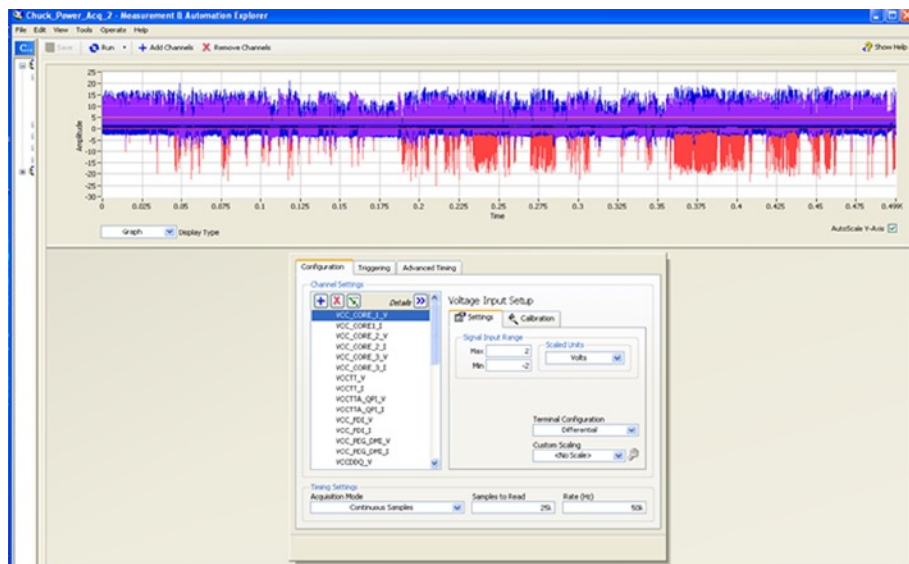 Chuck_Power_Acq_2 - Measurement & Automation Explorer
File Edit View Tools Operate Help
C... Save Run + Add Channels X Remove Channels Show Help
25
20
15
10
5
0
-5
-10
-15
-20
-25
-30
Amplitude
0 0.025 0.05 0.075 0.1 0.125 0.15 0.175 0.2 0.225 0.25 0.275 0.3 0.325 0.35 0.375 0.4 0.425 0.45 0.475 0.4999
Time
Graph Display Type
AutoScale Y-Axis
Configuration Triggering Advanced Timing
Channel Settings
Details >>
VCC_CORE_1_V
VCC_CORE1_I
VCC_CORE_2_V
VCC_CORE_2_I
VCC_CORE_3_V
VCC_CORE_3_I
VCCTT_V
VCCTT_I
VCCTTA_QPI_V
VCCTTA_QPI_I
VCC_FDI_V
VCC_FDI_I
VCC_PEG_DMI_V
VCC_PEG_DMI_I
VCCDDQ_V
Voltage Input Setup
Settings Calibration
Signal Input Range
Max 2
Min -2
Scaled Units
Volts
Terminal Configuration
Differential
Custom Scaling
<No Scale>
Timing Settings
Acquisition Mode
Continuous Samples
Samples to Read
25k
Rate (Hz)
50k